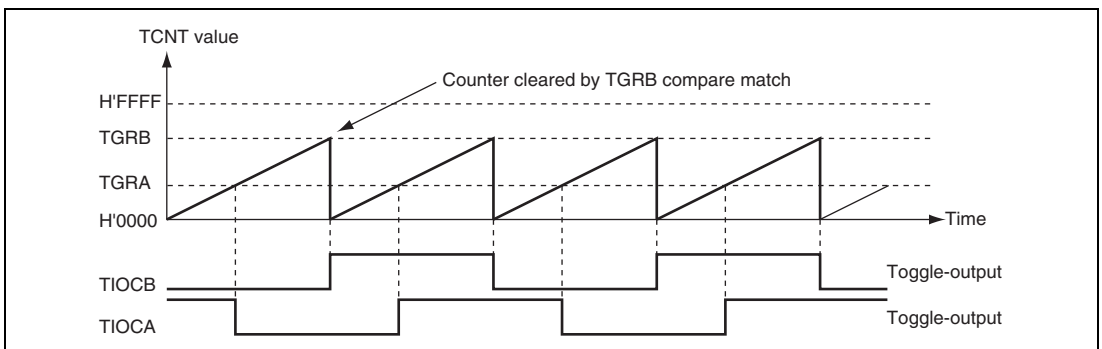 TCNT value
Counter cleared by TGRB compare match
H'FFFF
TGRB
TGRA
H'0000
Time
TIOCB
Toggle-output
TIOCA
Toggle-output